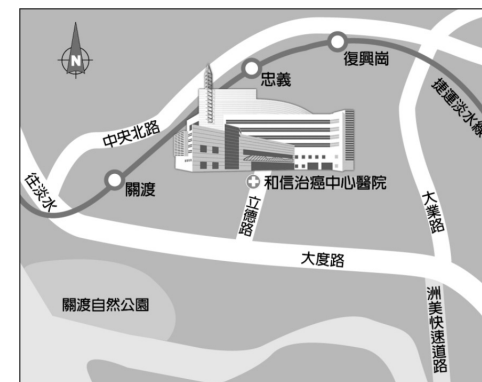 N
復興崗
忠義
中央北路
捷運淡水線
關渡
和信治癌中心醫院
往淡水
立德路
大業路
大度路
關渡自然公園
洲美快速道路